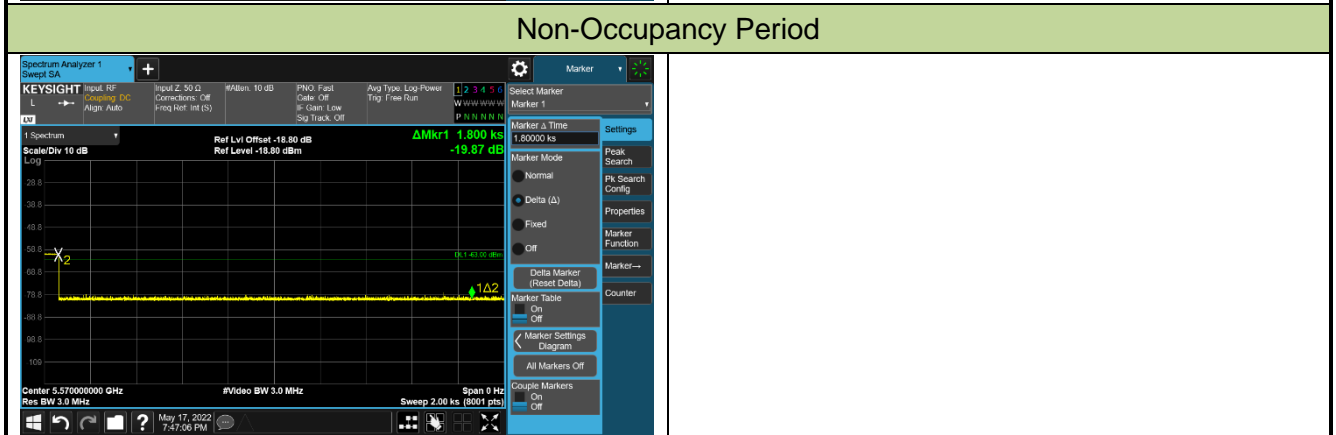 Non-Occupancy Period
Spectrum Analyzer 1
Swept SA
+
Marker
KEYSIGHT
L
LXI
Input: RF
Coupling: DC
Align: Auto
Input Z: 50 Ω
Corrections: Off
Freq Ref: Int (S)
#Atten: 10 dB
PNO: Fast
Gate: Off
IF Gain: Low
Sig Track: Off
Avg Type: Log-Power
Trig: Free Run
1 2 3 4 5 6
W W W W W W
P N N N N N
Select Marker
Marker 1
1 Spectrum
Scale/Div 10 dB
Log
Ref Lvl Offset -18.80 dB
Ref Level -18.80 dBm
ΔMkr1 1.800 ks
-19.87 dB
-28.8
-38.8
-48.8
-58.8
-68.8
-78.8
-88.8
-98.8
-109
2
DL1 -63.00 dBm
1Δ2
Center 5.570000000 GHz
Res BW 3.0 MHz
#Video BW 3.0 MHz
Span 0 Hz
Sweep 2.00 ks (8001 pts)
Marker Δ Time
1.80000 ks
Marker Mode
Normal
Delta (Δ)
Fixed
Off
Delta Marker
(Reset Delta)
Marker Table
On
Off
Marker Settings
Diagram
All Markers Off
Couple Markers
On
Off
Settings
Peak
Search
Pk Search
Config
Properties
Marker
Function
Marker→
Counter
?
May 17, 2022
7:47:06 PM